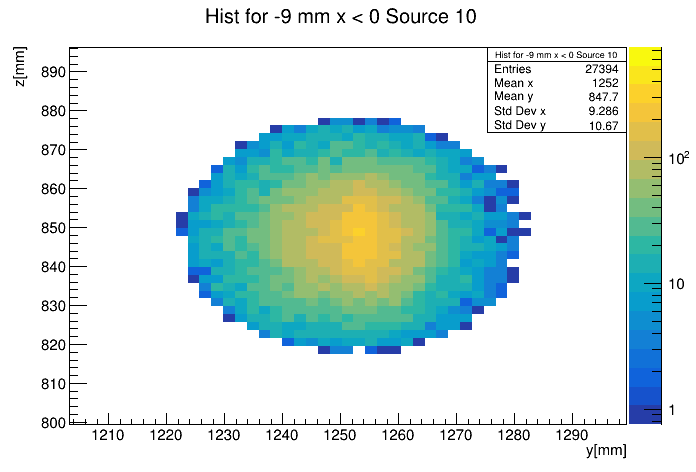 Hist for -9 mm x < 0 Source 10
z[mm]
Hist for -9 mm x < 0 Source 10
Entries 27394
Mean x 1252
Mean y 847.7
Std Dev x 9.286
Std Dev y 10.67
890
880
870
860
850
840
830
820
810
800
1210 1220 1230 1240 1250 1260 1270 1280 1290
y[mm]
10²
10
1